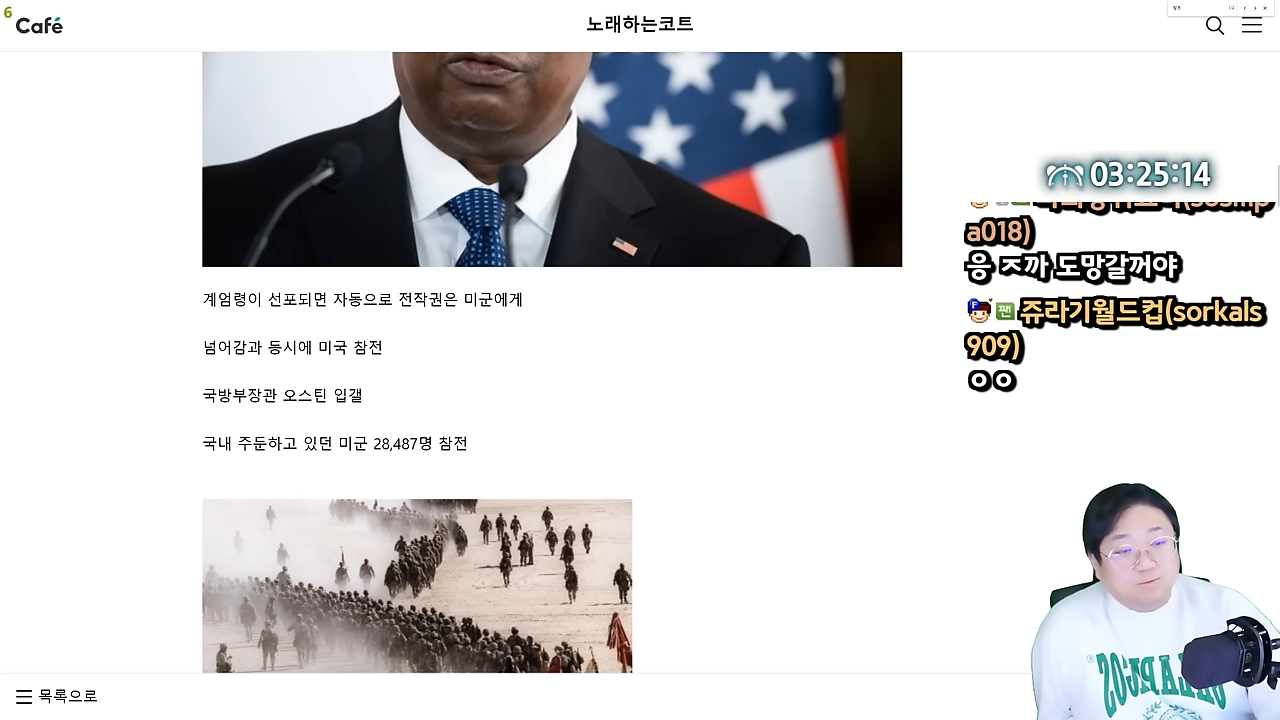 6
Café
노래하는코트
03:25:14
a018)
응 ㅈ까 도망갈꺼야
F 팬 쥬라기월드컵(sorkals
909)
ㅇㅇ
계엄령이 선포되면 자동으로 전작권은 미군에게
넘어감과 동시에 미국 참전
국방부장관 오스틴 입갤
국내 주둔하고 있던 미군 28,487명 참전
목록으로